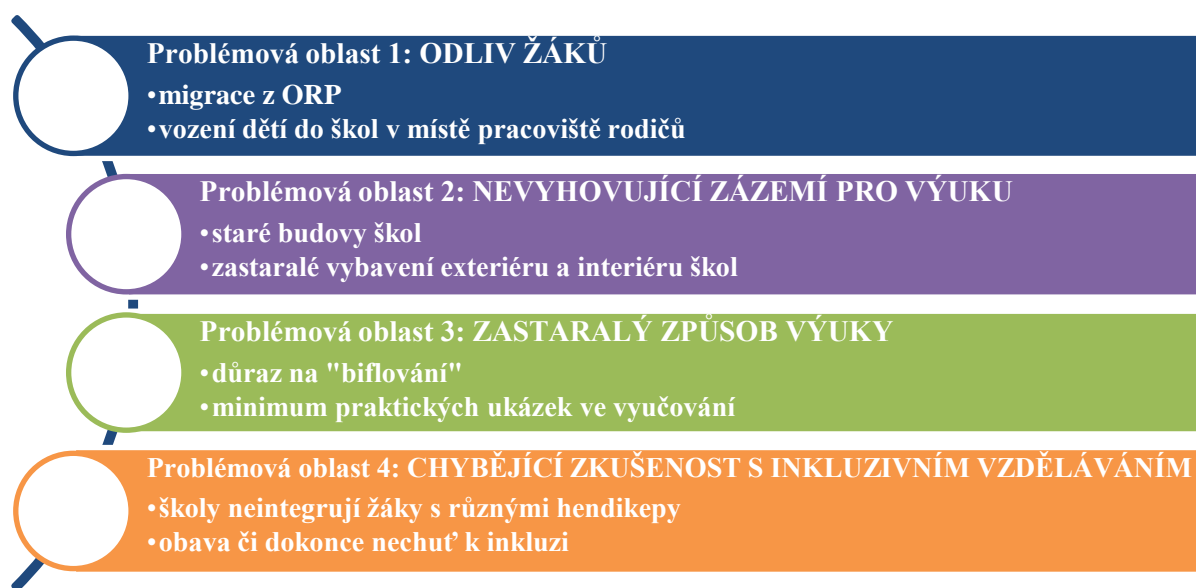 Problémová oblast 1: ODLIV ŽÁKŮ
•migrace z ORP
•vození dětí do škol v místě pracoviště rodičů
Problémová oblast 2: NEVYHOVUJÍCÍ ZÁZEMÍ PRO VÝUKU
•staré budovy škol
•zastaralé vybavení exteriéru a interiéru škol
Problémová oblast 3: ZASTARALÝ ZPŮSOB VÝUKY
•důraz na "biflování"
•minimum praktických ukázek ve vyučování
Problémová oblast 4: CHYBĚJÍCÍ ZKUŠENOST S INKLUZIVNÍM VZDĚLÁVÁNÍM
•školy neintegrují žáky s různými hendikepy
•obava či dokonce nechuť k inkluzi